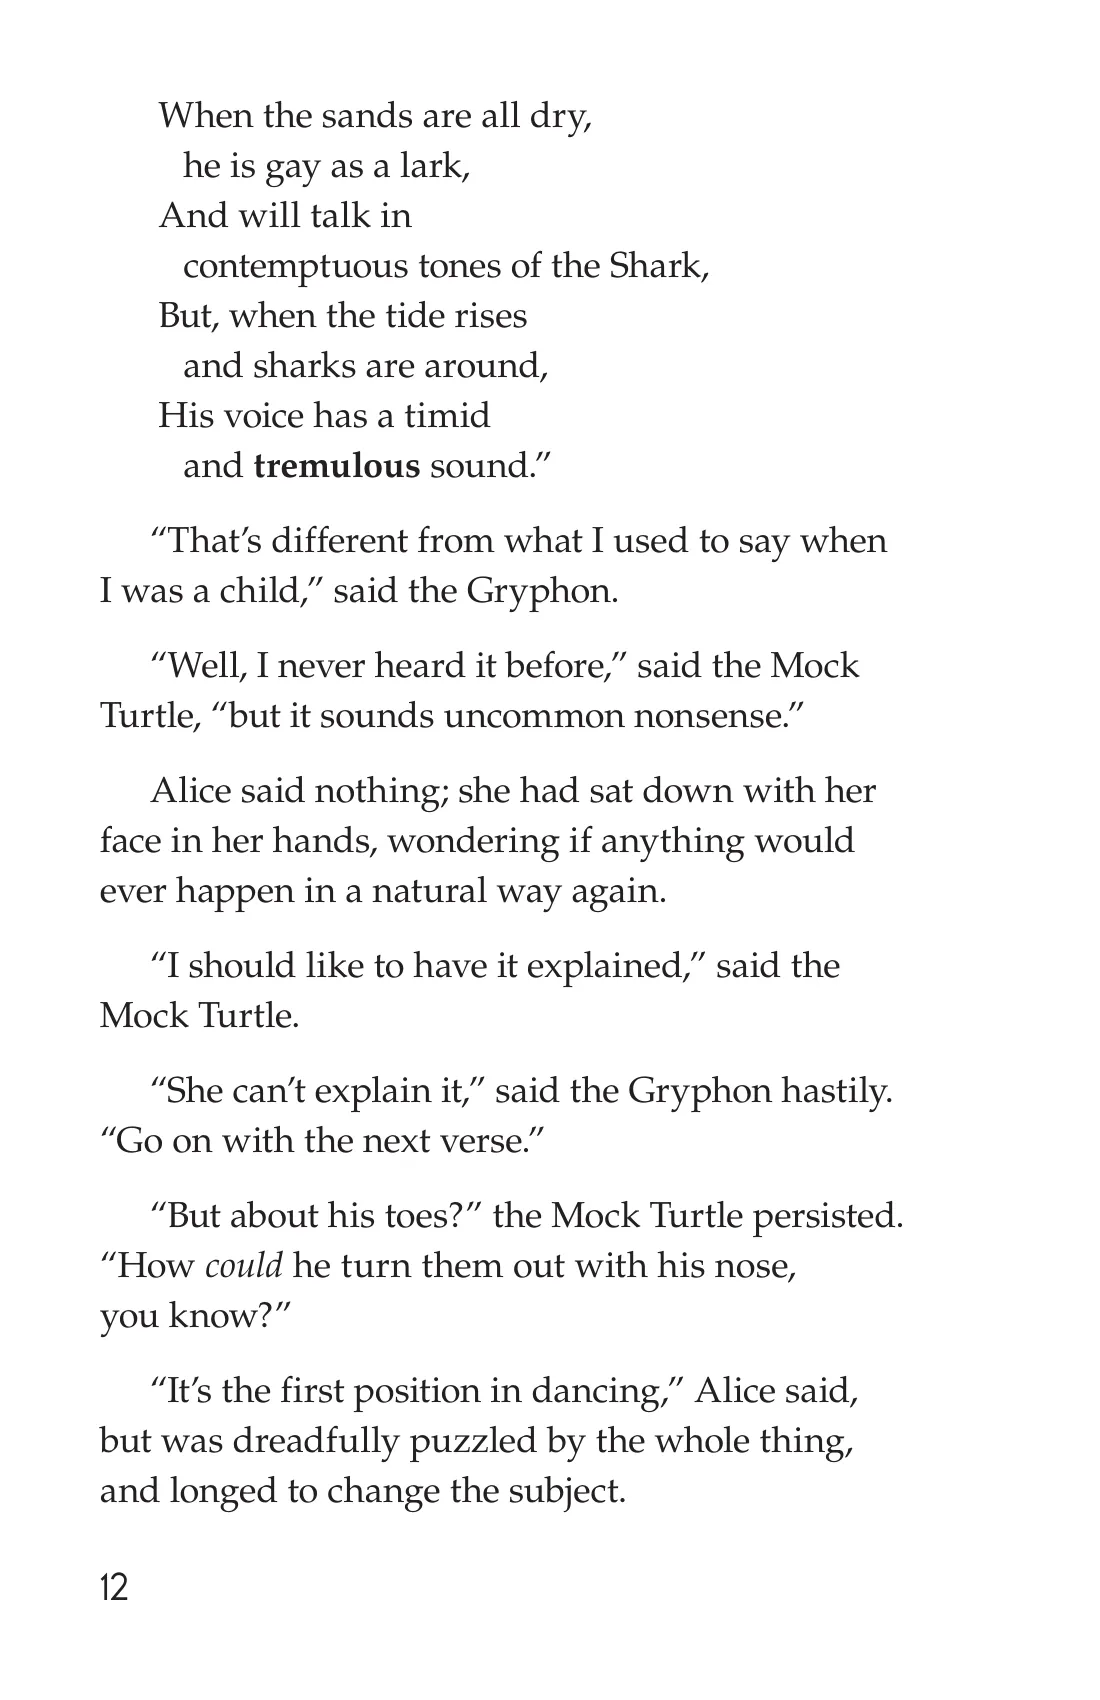 When the sands are all dry,
he is gay as a lark,
And will talk in
contemptuous tones of the Shark,
But, when the tide rises
and sharks are around,
His voice has a timid
and tremulous sound.”
“That’s different from what I used to say when
I was a child,” said the Gryphon.
“Well, I never heard it before,” said the Mock
Turtle, “but it sounds uncommon nonsense.”
Alice said nothing; she had sat down with her
face in her hands, wondering if anything would
ever happen in a natural way again.
“I should like to have it explained,” said the
Mock Turtle.
“She can’t explain it,” said the Gryphon hastily.
“Go on with the next verse.”
“But about his toes?” the Mock Turtle persisted.
“How could he turn them out with his nose,
you know?”
“It’s the first position in dancing,” Alice said,
but was dreadfully puzzled by the whole thing,
and longed to change the subject.
12